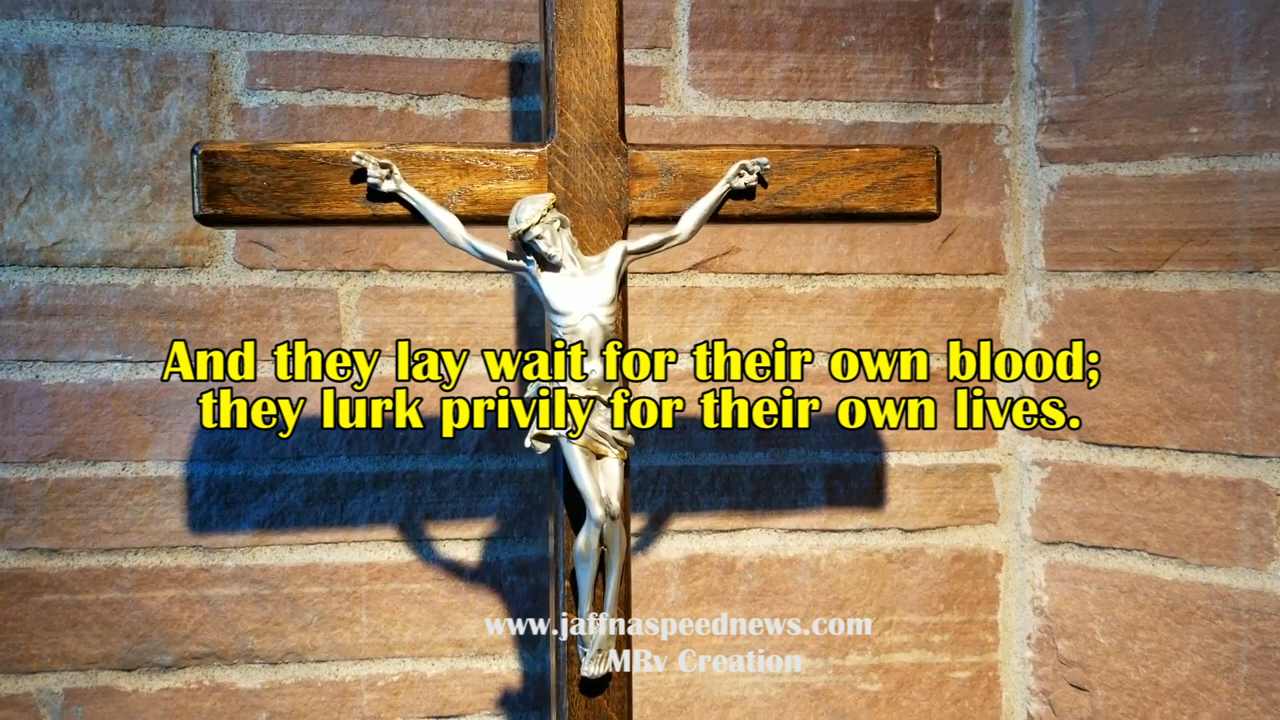 And they lay wait for their own blood;
they lurk privily for their own lives.
www.jaffnaspeednews.com
MRv Creation